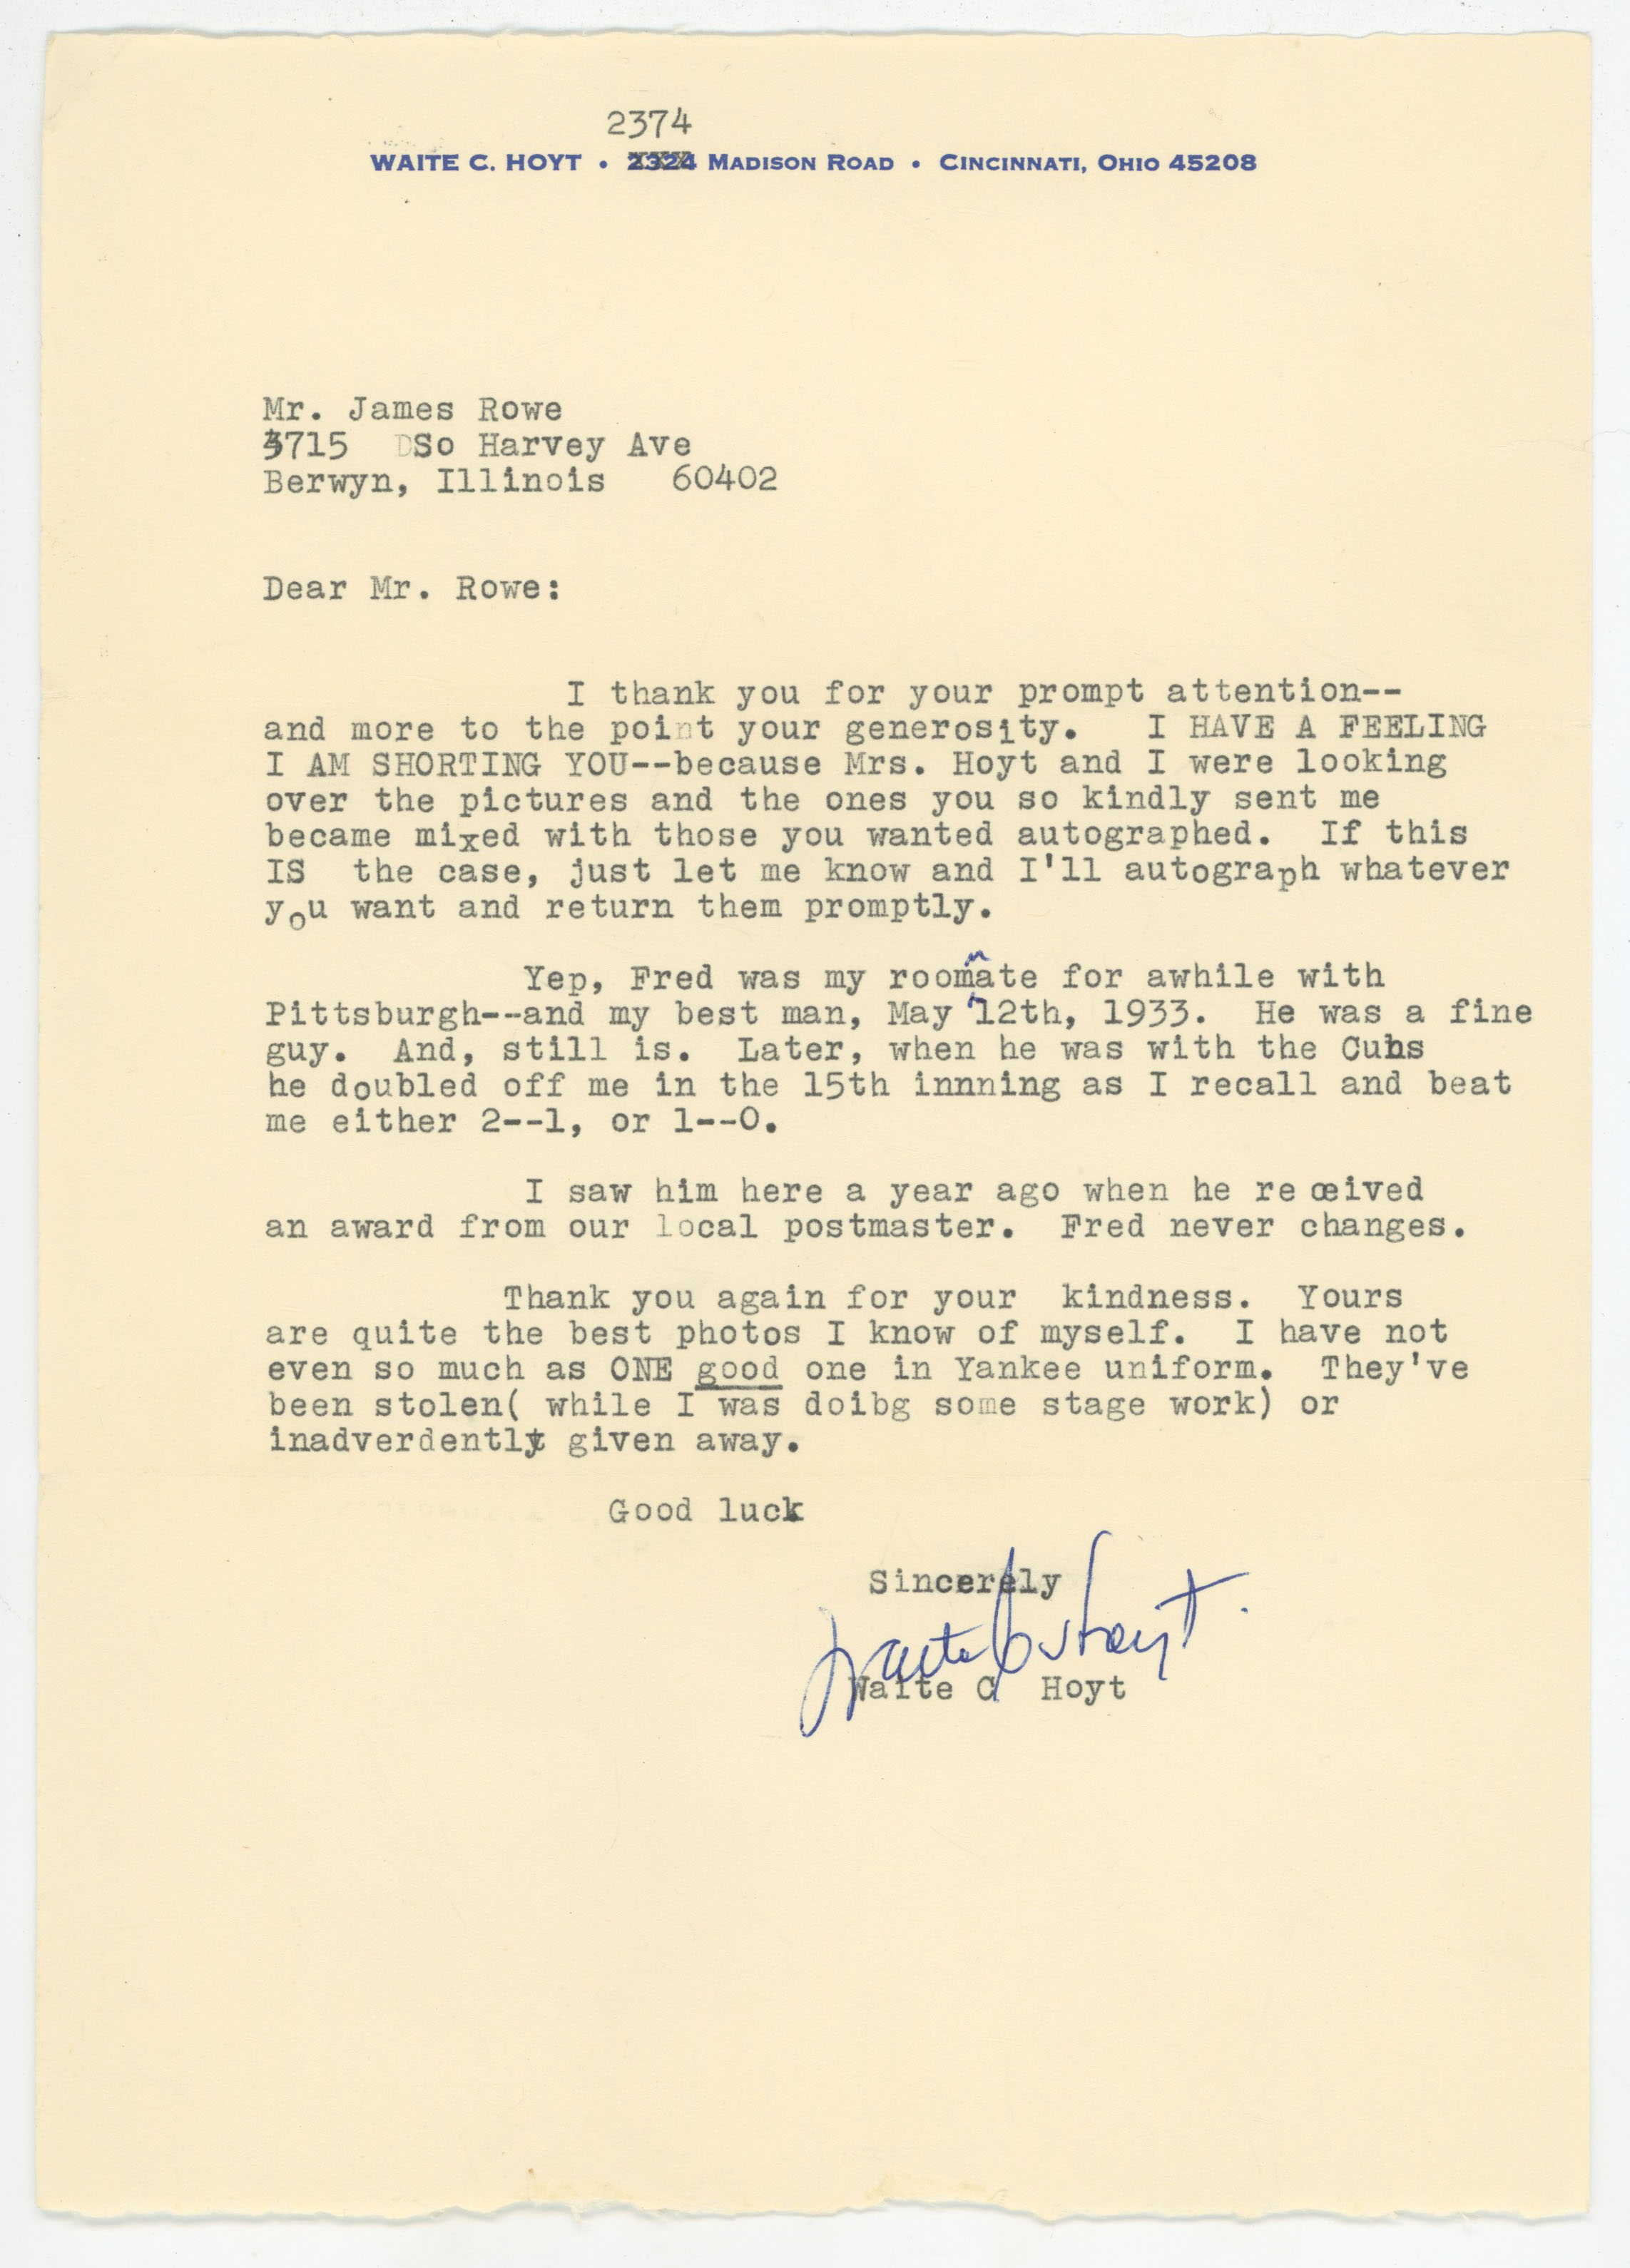 2374
WAITE C. HOYT • 2324 MADISON ROAD • CINCINNATI, OHIO 45208
Mr. James Rowe
3715 DSo Harvey Ave
Berwyn, Illinois 60402
Dear Mr. Rowe:
I thank you for your prompt attention--
and more to the point your generosity. I HAVE A FEELING
I AM SHORTING YOU--because Mrs. Hoyt and I were looking
over the pictures and the ones you so kindly sent me
became mixed with those you wanted autographed. If this
IS the case, just let me know and I'll autograph whatever
you want and return them promptly.
Yep, Fred was my roommate for awhile with
Pittsburgh--and my best man, May 12th, 1933. He was a fine
guy. And, still is. Later, when he was with the Cuhs
he doubled off me in the 15th innning as I recall and beat
me either 2--1, or 1--0.
I saw him here a year ago when he received
an award from our local postmaster. Fred never changes.
Thank you again for your kindness. Yours
are quite the best photos I know of myself. I have not
even so much as ONE good one in Yankee uniform. They've
been stolen( while I was doibg some stage work) or
inadverdently given away.
Good luck
Sincerely
Waite C Hoyt
Waite C Hoyt